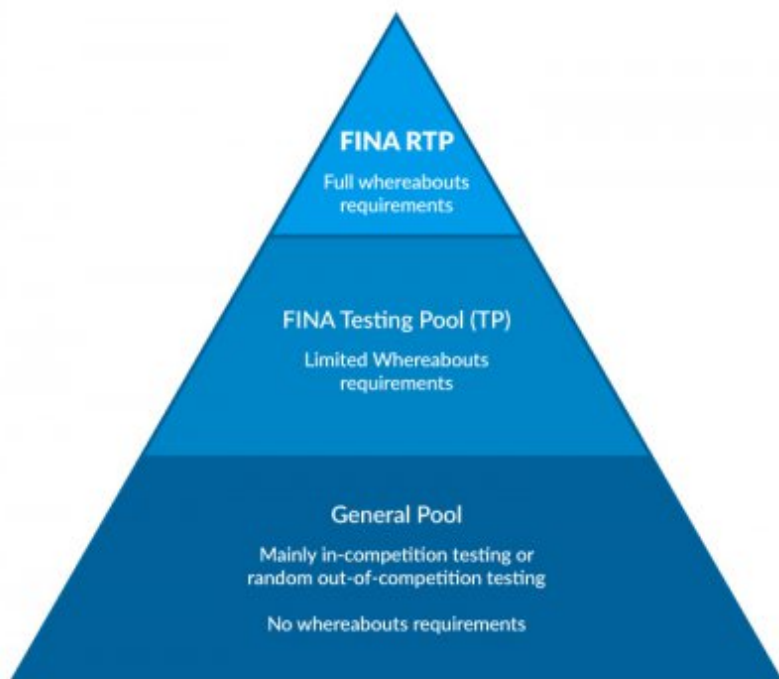 FINA RTP
Full whereabouts
requirements
FINA Testing Pool (TP)
Limited Whereabouts
requirements
General Pool
Mainly in-competition testing or
random out-of-competition testing
No whereabouts requirements